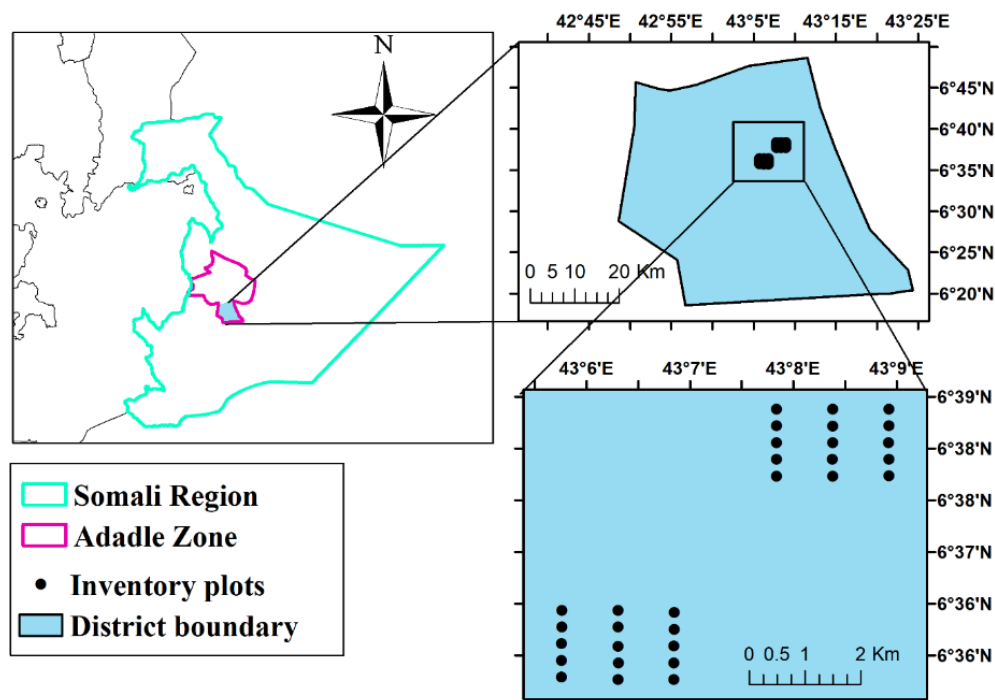 N
42°45'E 42°55'E 43°5'E 43°15'E 43°25'E
6°45'N
6°40'N
6°35'N
6°30'N
6°25'N
6°20'N
0 5 10 20 Km
43°6'E 43°7'E 43°8'E 43°9'E
6°39'N
6°38'N
6°38'N
6°37'N
6°36'N
6°36'N
0 0.5 1 2 Km
Somali Region
Adadle Zone
Inventory plots
District boundary